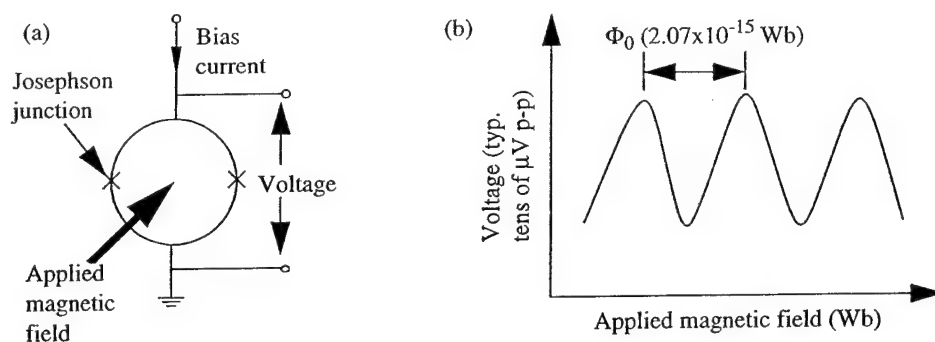 (a)
Bias
current
Josephson
junction
Voltage
Applied
magnetic
field
(b)
Φ₀ (2.07x10⁻¹⁵ Wb)
Voltage (typ.
tens of μV p-p)
Applied magnetic field (Wb)